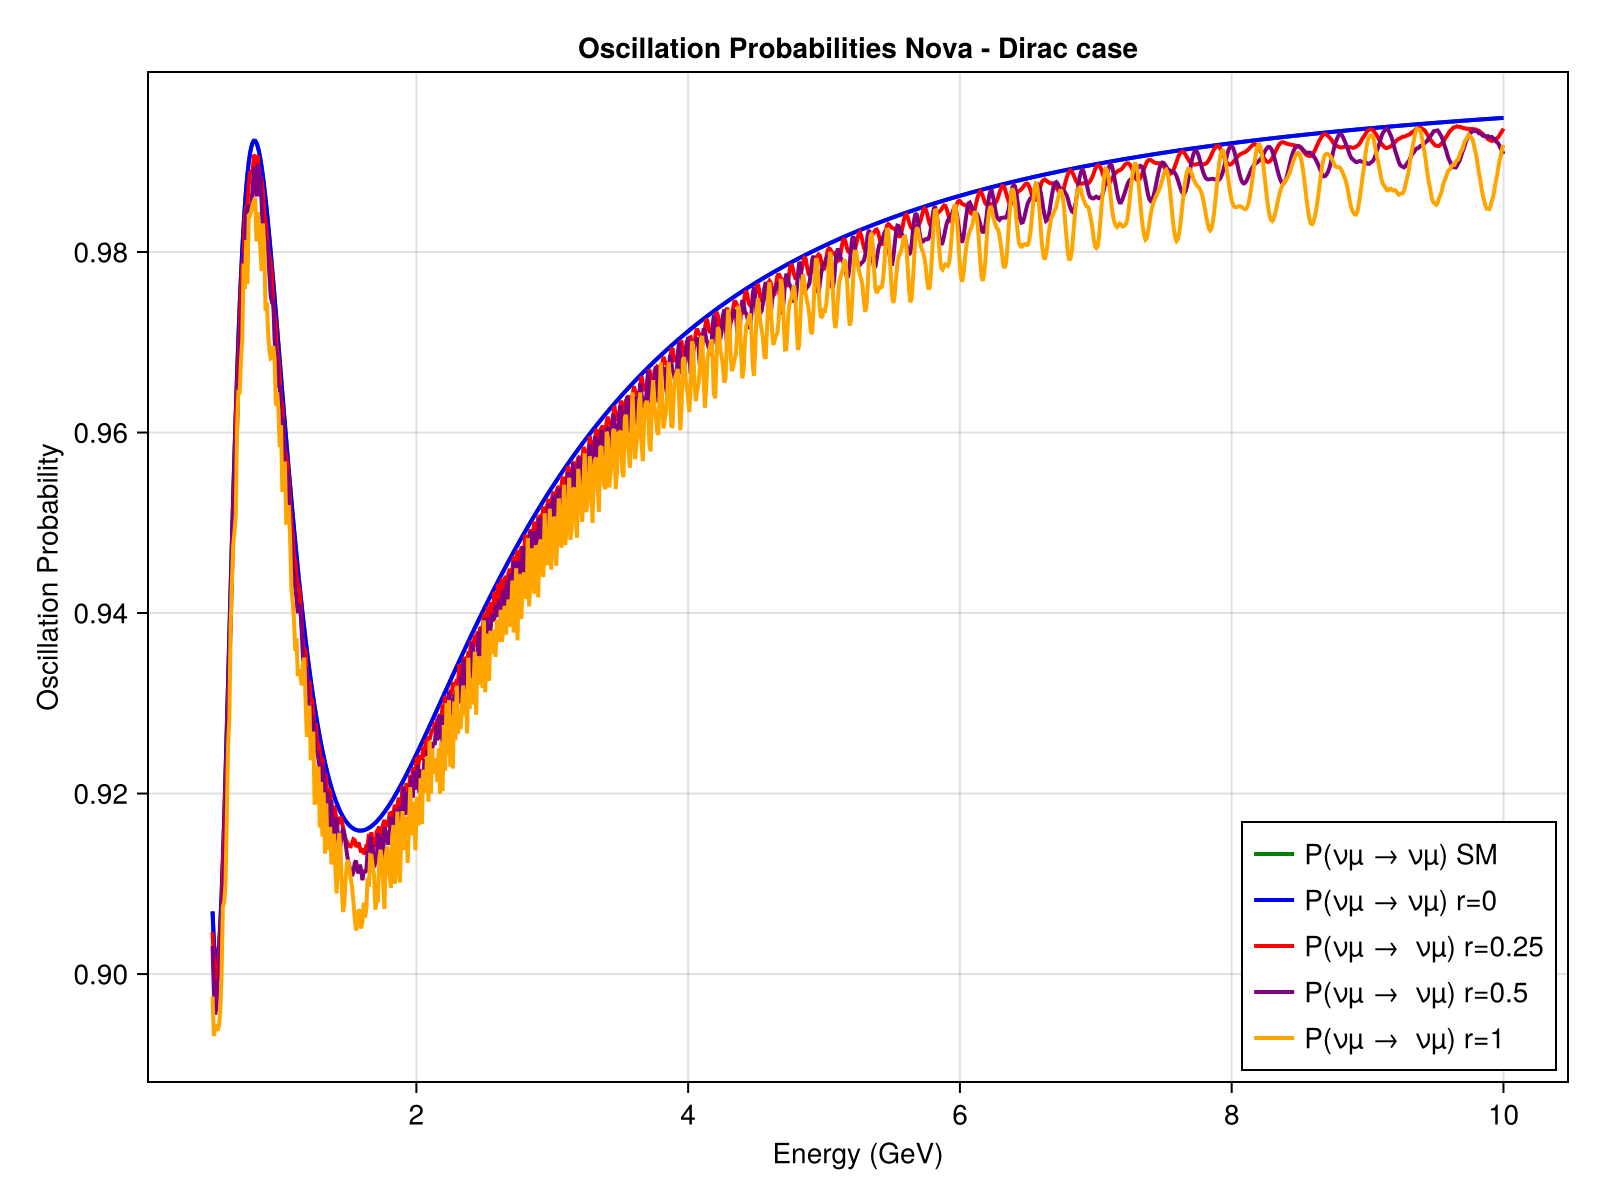 Oscillation Probabilities Nova - Dirac case
Oscillation Probability
0.98
0.96
0.94
0.92
0.90
2
4
6
8
10
Energy (GeV)
P(νμ → νμ) SM
P(νμ → νμ) r=0
P(νμ →  νμ) r=0.25
P(νμ →  νμ) r=0.5
P(νμ →  νμ) r=1